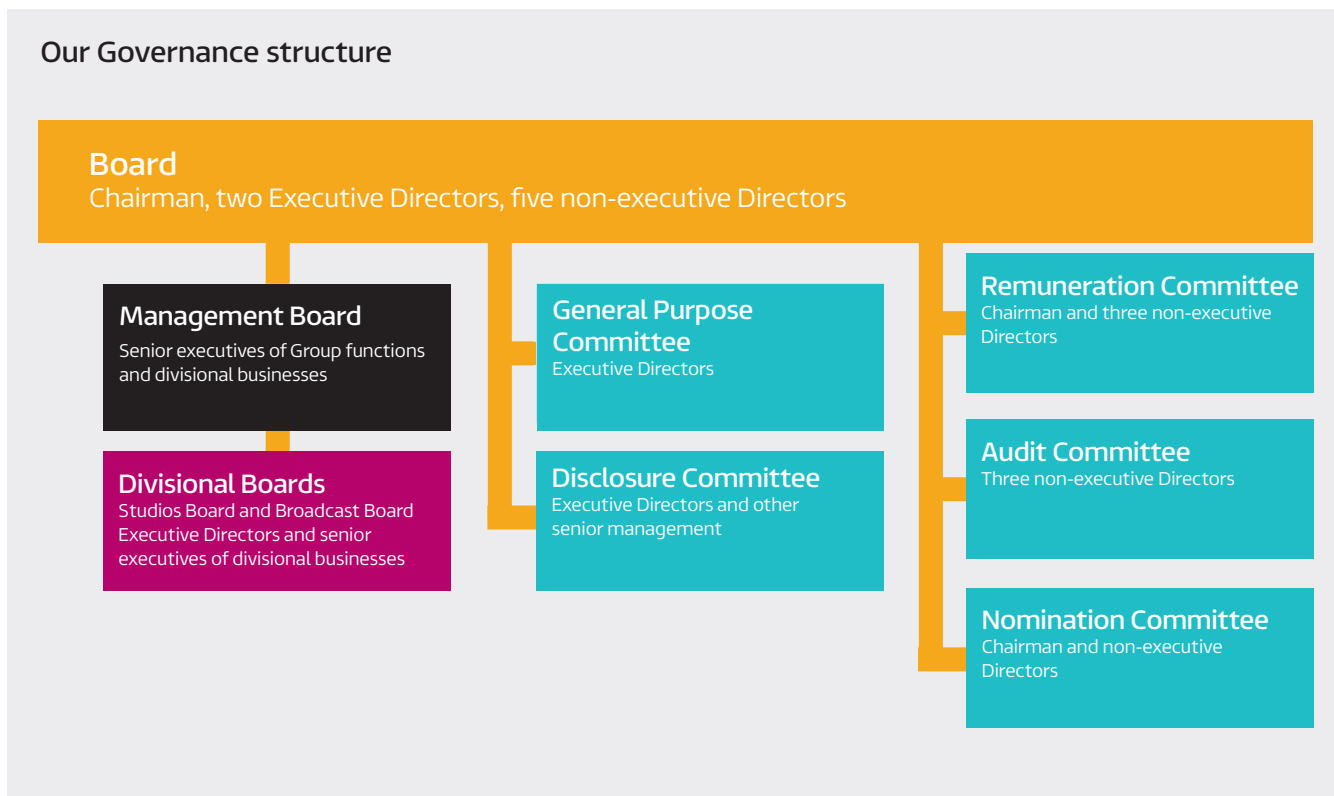 Our Governance structure
Board
Chairman, two Executive Directors, five non-executive Directors
Management Board
Senior executives of Group functions
and divisional businesses
Divisional Boards
Studios Board and Broadcast Board
Executive Directors and senior
executives of divisional businesses
General Purpose
Committee
Executive Directors
Disclosure Committee
Executive Directors and other
senior management
Remuneration Committee
Chairman and three non-executive
Directors
Audit Committee
Three non-executive Directors
Nomination Committee
Chairman and non-executive
Directors